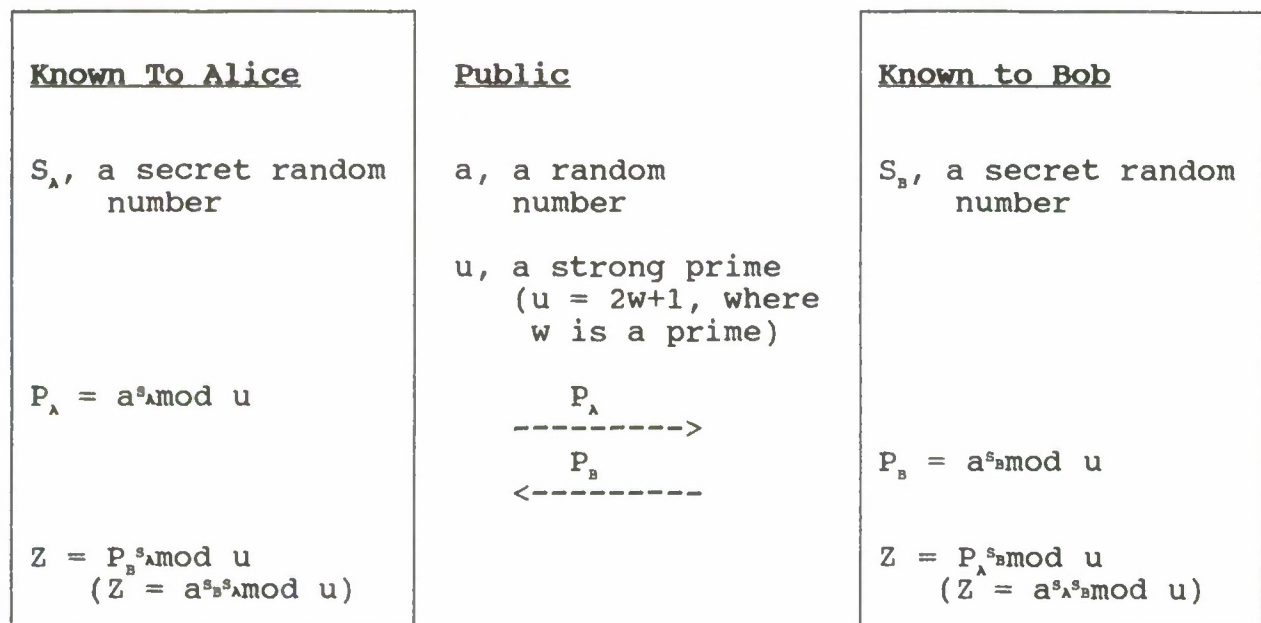 Known To Alice
S_A, a secret random
number
P_A = a^{S_A}mod u
Z = P_B^{S_A}mod u
(Z = a^{S_B S_A}mod u)
Public
a, a random
number
u, a strong prime
(u = 2w+1, where
w is a prime)
P_A
--------->
P_B
<---------
Known to Bob
S_B, a secret random
number
P_B = a^{S_B}mod u
Z = P_A^{S_B}mod u
(Z = a^{S_A S_B}mod u)